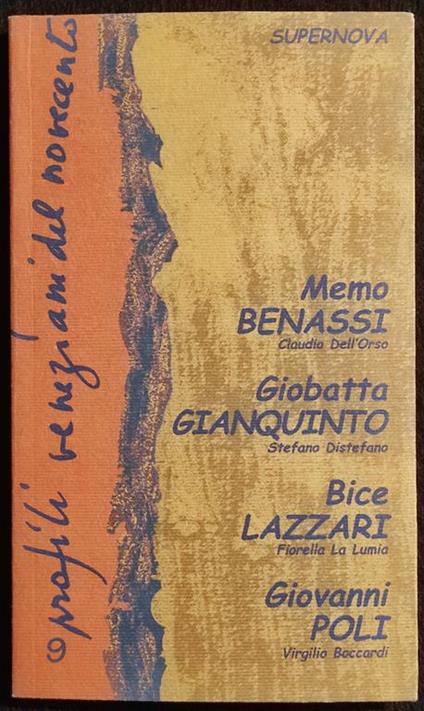 SUPERNOVA
profili veneziani del novecento
6
Memo
BENASSI
Claudio Dell'Orso
Giobatta
GIANQUINTO
Stefano Distefano
Bice
LAZZARI
Fiorella La Lumia
Giovanni
POLI
Virgilio Boccardi